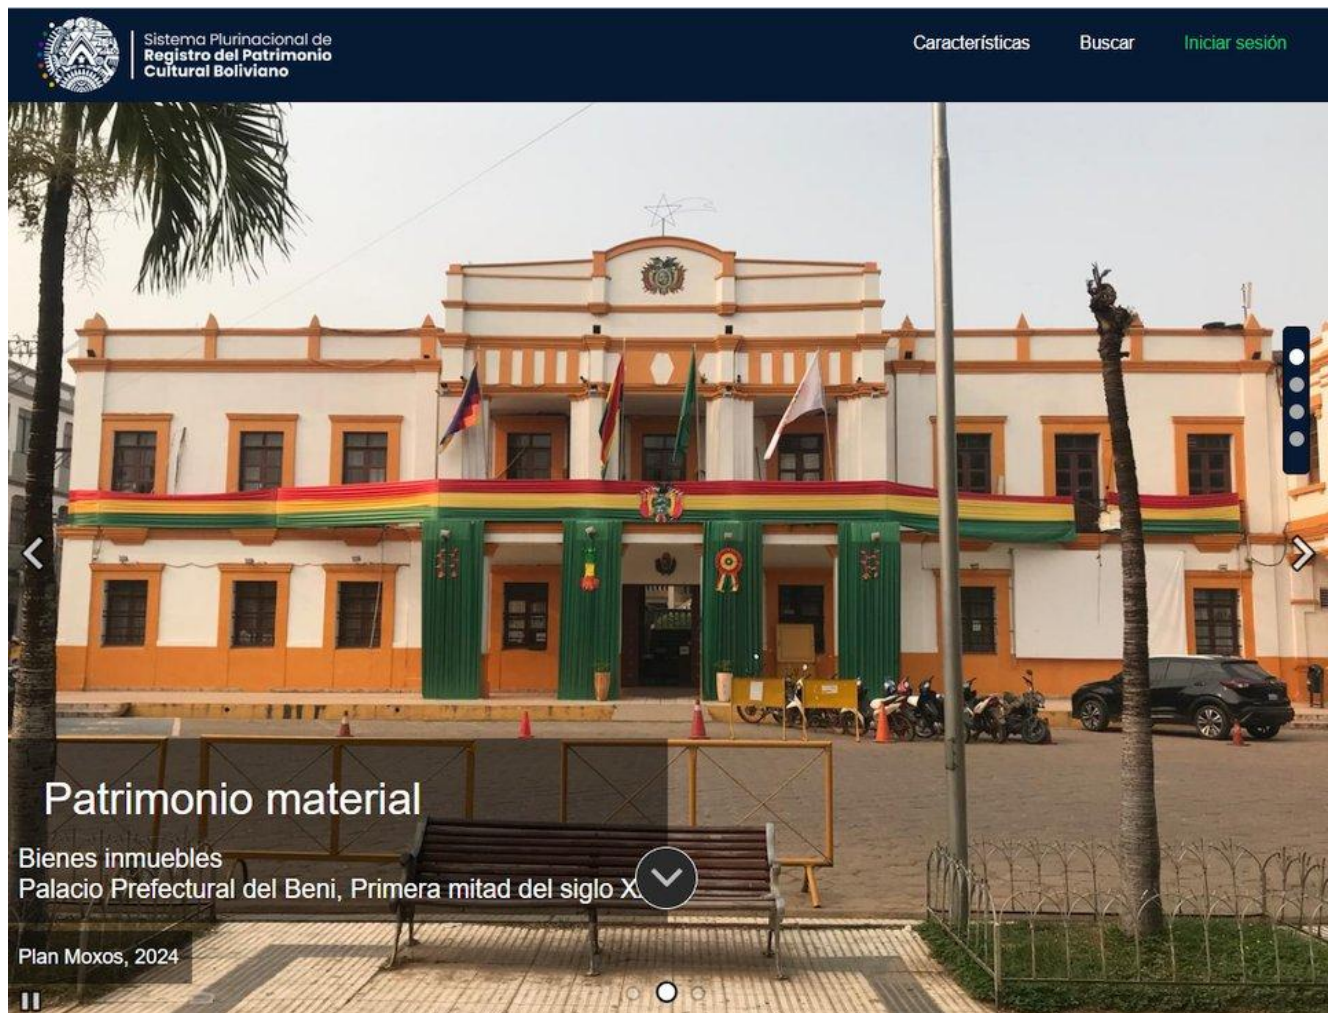 Sistema Plurinacional de
Registro del Patrimonio
Cultural Boliviano
Características Buscar Iniciar sesión
Patrimonio material
Bienes inmuebles
Palacio Prefectural del Beni, Primera mitad del siglo
Plan Moxos, 2024